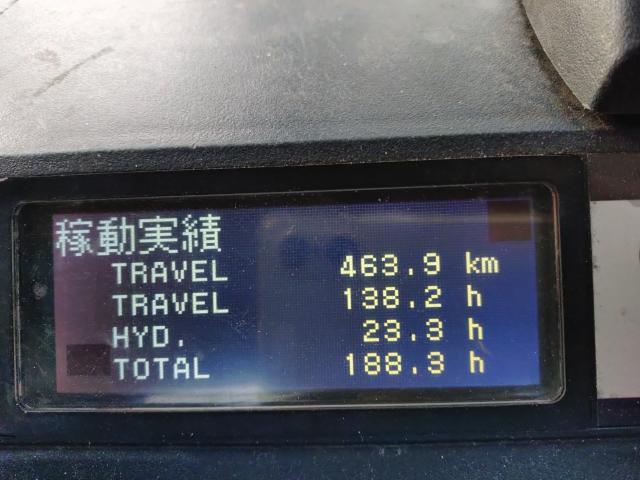 稼動実績
TRAVEL 463.9 km
TRAVEL 138.2 h
HYD. 23.3 h
TOTAL 188.3 h